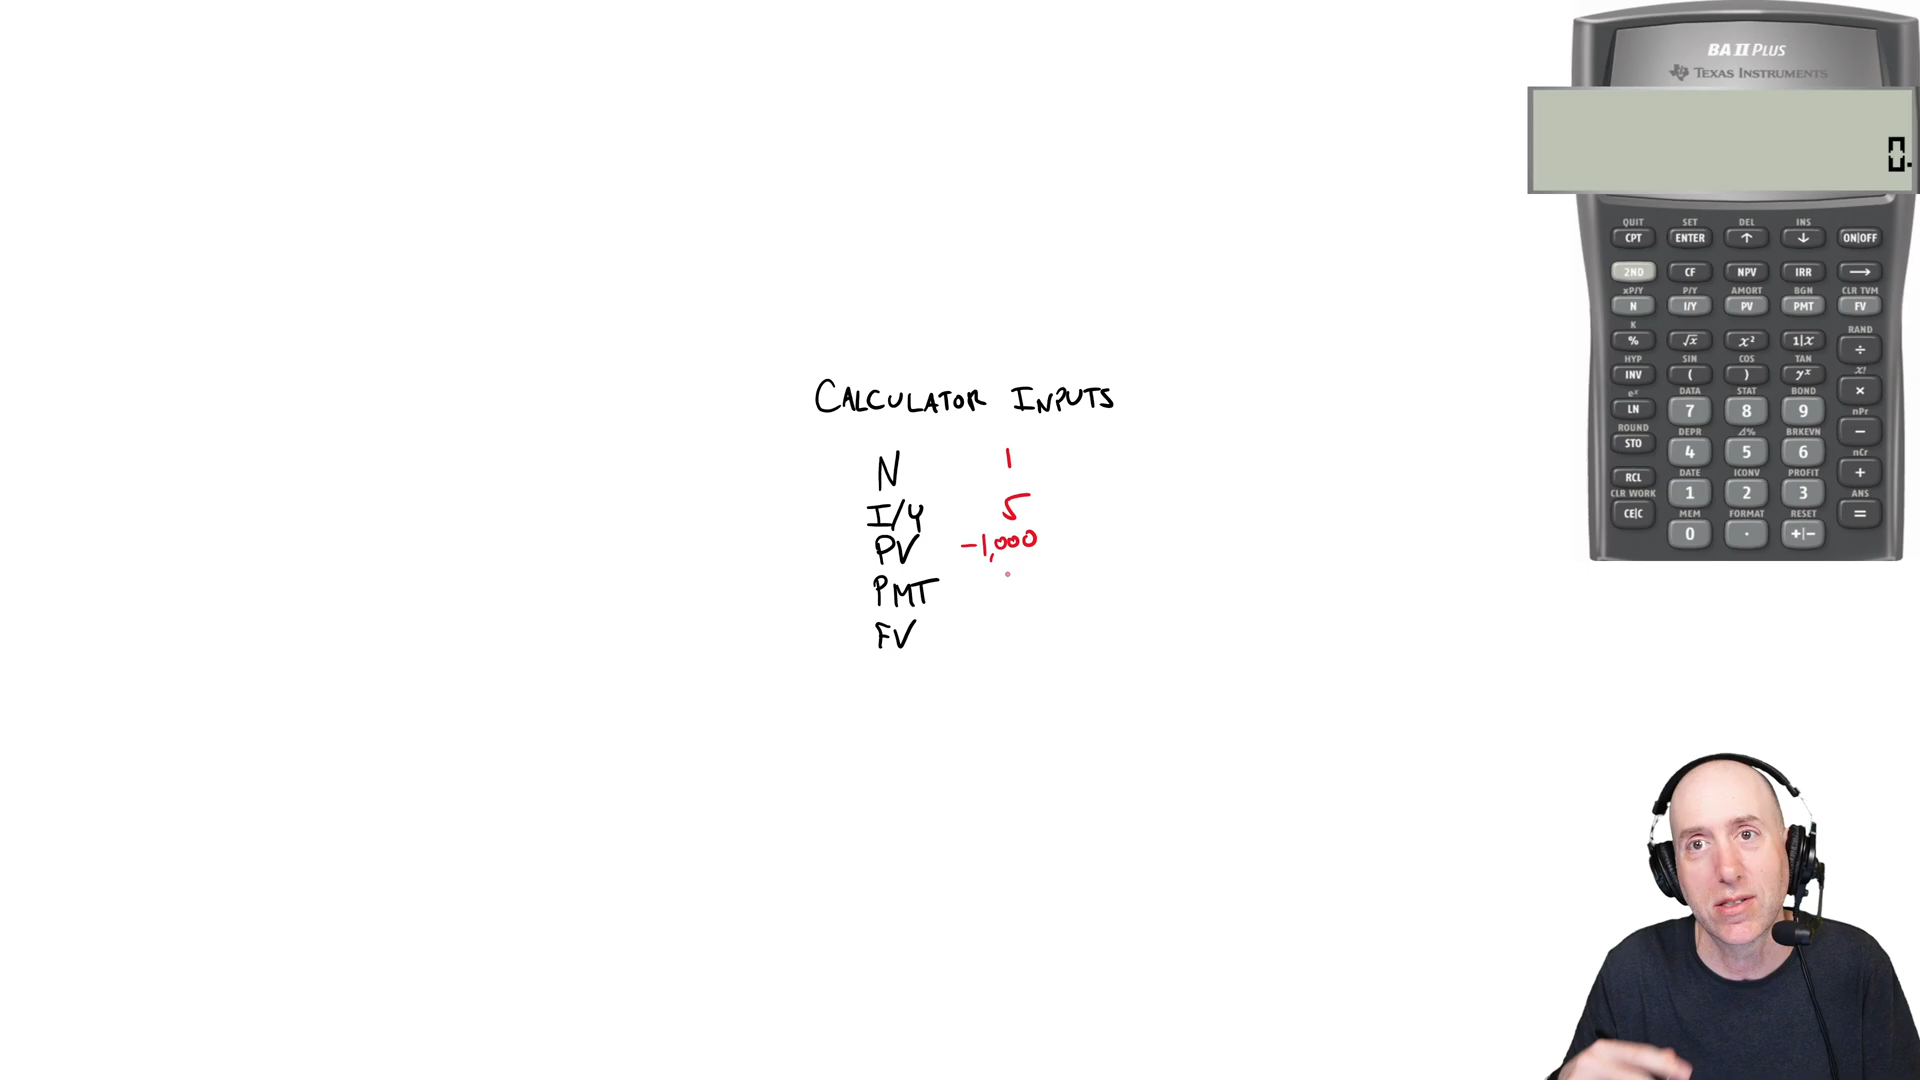 BA II PLUS
TEXAS INSTRUMENTS
0.
QUIT SET DEL INS
CPT ENTER ↑ ↓ ON|OFF
2ND CF NPV IRR →
xP/Y P/Y AMORT BGN CLR TVM
N I/Y PV PMT FV
K RAND
% √x x² 1|x ÷
HYP SIN COS TAN x!
INV ( ) yˣ ×
eˣ DATA STAT BOND nPr
LN 7 8 9 −
ROUND DEPR Δ% BRKEVN nCr
STO 4 5 6 +
RCL DATE ICONV PROFIT ANS
CLR WORK 1 2 3 =
CE|C MEM FORMAT RESET
0 . +|−
CALCULATOR INPUTS
N 1
I/Y 5
PV -1,000
PMT
FV